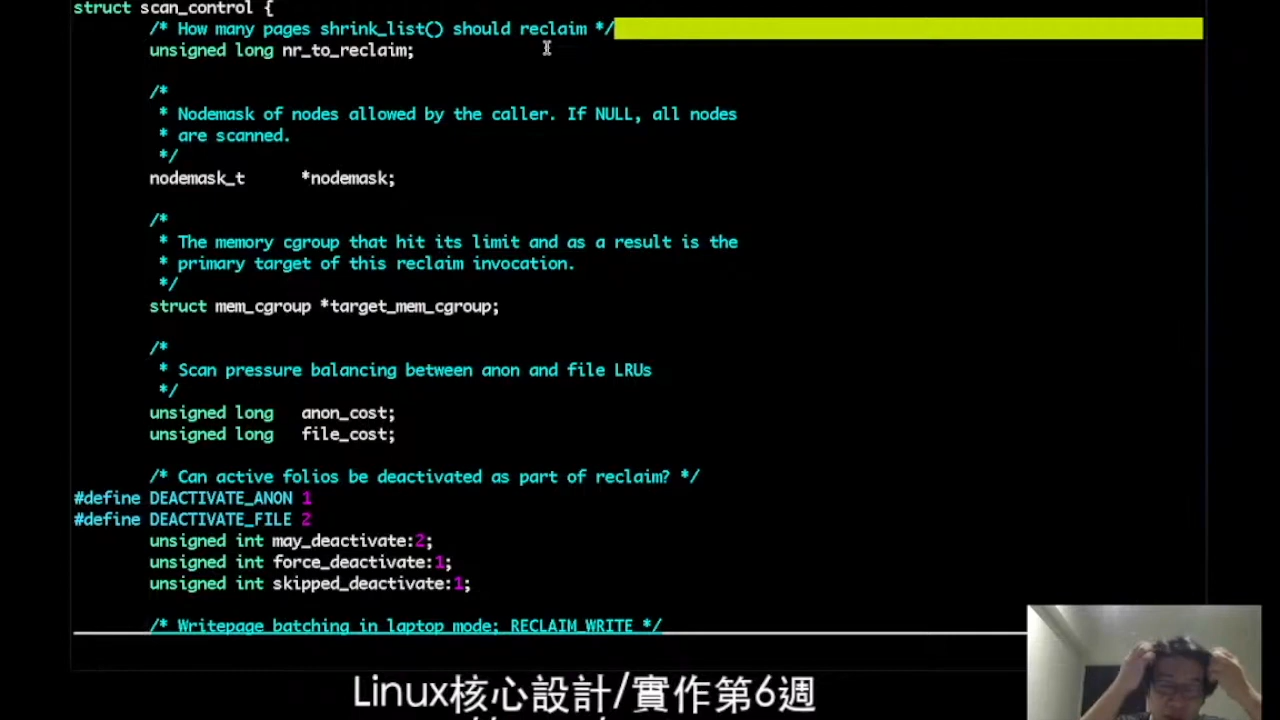 struct scan_control {
/* How many pages shrink_list() should reclaim */
unsigned long nr_to_reclaim;
/*
* Nodemask of nodes allowed by the caller. If NULL, all nodes
* are scanned.
*/
nodemask_t *nodemask;
/*
* The memory cgroup that hit its limit and as a result is the
* primary target of this reclaim invocation.
*/
struct mem_cgroup *target_mem_cgroup;
/*
* Scan pressure balancing between anon and file LRUs
*/
unsigned long anon_cost;
unsigned long file_cost;
/* Can active folios be deactivated as part of reclaim? */
#define DEACTIVATE_ANON 1
#define DEACTIVATE_FILE 2
unsigned int may_deactivate:2;
unsigned int force_deactivate:1;
unsigned int skipped_deactivate:1;
/* Writepage batching in laptop mode; RECLAIM_WRITE */
Linux核心設計/實作第6週